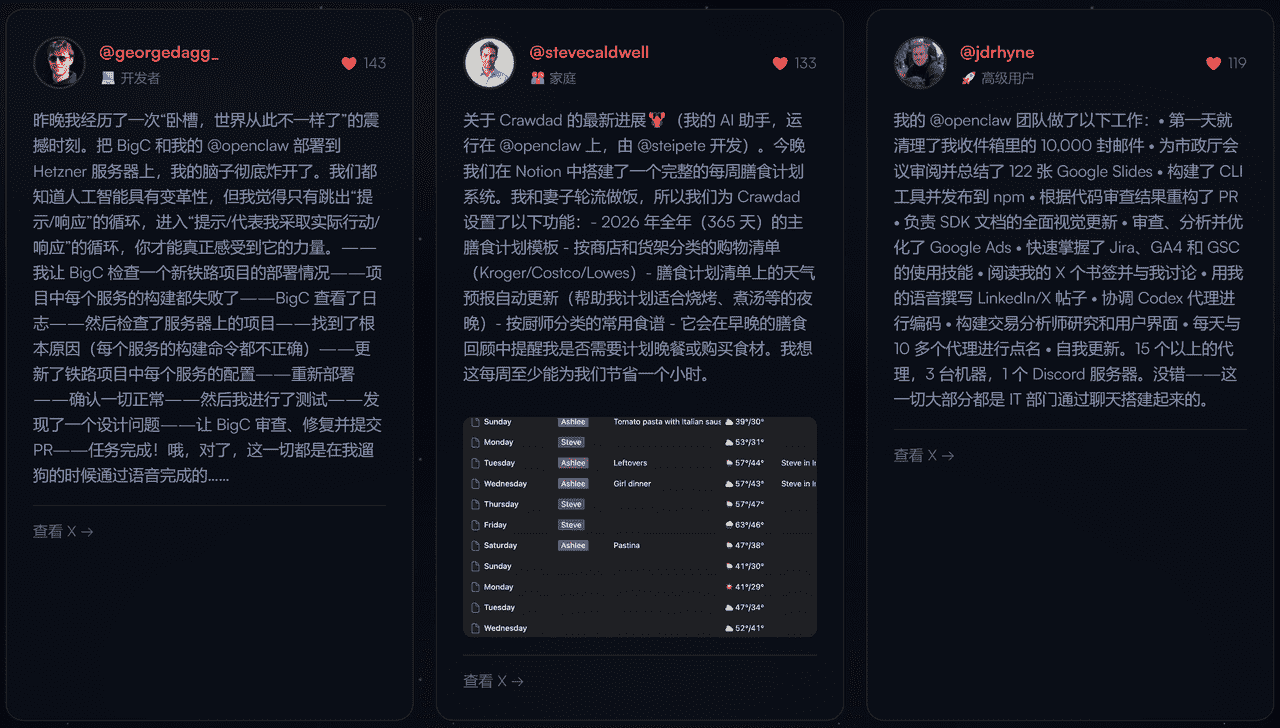 @georgedagg_
143
开发者
昨晚我经历了一次“卧槽，世界从此不一样了”的震
撼时刻。把 BigC 和我的 @openclaw 部署到
Hetzner 服务器上，我的脑子彻底炸开了。我们都
知道人工智能具有变革性，但我觉得只有跳出“提
示/响应”的循环，进入“提示/代表我采取实际行动/
响应”的循环，你才能真正感受到它的力量。——
我让 BigC 检查一个新铁路项目的部署情况——项
目中每个服务的构建都失败了——BigC 查看了日
志——然后检查了服务器上的项目——找到了根
本原因（每个服务的构建命令都不正确）——更
新了铁路项目中每个服务的配置——重新部署
——确认一切正常——然后我进行了测试——发
现了一个设计问题——让 BigC 审查、修复并提交
PR——任务完成！哦，对了，这一切都是在我遛
狗的时候通过语音完成的……
查看 X →
@stevecaldwell
133
家庭
关于 Crawdad 的最新进展🦞（我的 AI 助手，运
行在 @openclaw 上，由 @steipete 开发）。今晚
我们在 Notion 中搭建了一个完整的每周膳食计划
系统。我和妻子轮流做饭，所以我们为 Crawdad
设置了以下功能：- 2026 年全年（365 天）的主
膳食计划模板 - 按商店和货架分类的购物清单
（Kroger/Costco/Lowes）- 膳食计划清单上的天气
预报自动更新（帮助我计划适合烧烤、煮汤等的夜
晚）- 按厨师分类的常用食谱 - 它会在早晚的膳食
回顾中提醒我是否需要计划晚餐或购买食材。我想
这每周至少能为我们节省一个小时。
Sunday Ashlee Tomato pasta with Italian saus 39°/30°
Monday Steve 53°/31°
Tuesday Ashlee Leftovers 57°/44° Steve in Ir
Wednesday Ashlee Girl dinner 57°/43° Steve in Ir
Thursday Steve 57°/47°
Friday Steve 63°/46°
Saturday Ashlee Pastina 47°/38°
Sunday 41°/30°
Monday 41°/29°
Tuesday 47°/34°
Wednesday 52°/41°
查看 X →
@jdrhyne
119
高级用户
我的 @openclaw 团队做了以下工作：• 第一天就
清理了我收件箱里的 10,000 封邮件 • 为市政厅会
议审阅并总结了 122 张 Google Slides • 构建了 CLI
工具并发布到 npm • 根据代码审查结果重构了 PR
• 负责 SDK 文档的全面视觉更新 • 审查、分析并优
化了 Google Ads • 快速掌握了 Jira、GA4 和 GSC
的使用技能 • 阅读我的 X 个书签并与我讨论 • 用我
的语音撰写 LinkedIn/X 帖子 • 协调 Codex 代理进
行编码 • 构建交易分析师研究和用户界面 • 每天与
10 多个代理进行点名 • 自我更新。15 个以上的代
理，3 台机器，1 个 Discord 服务器。没错——这
一切大部分都是 IT 部门通过聊天搭建起来的。
查看 X →